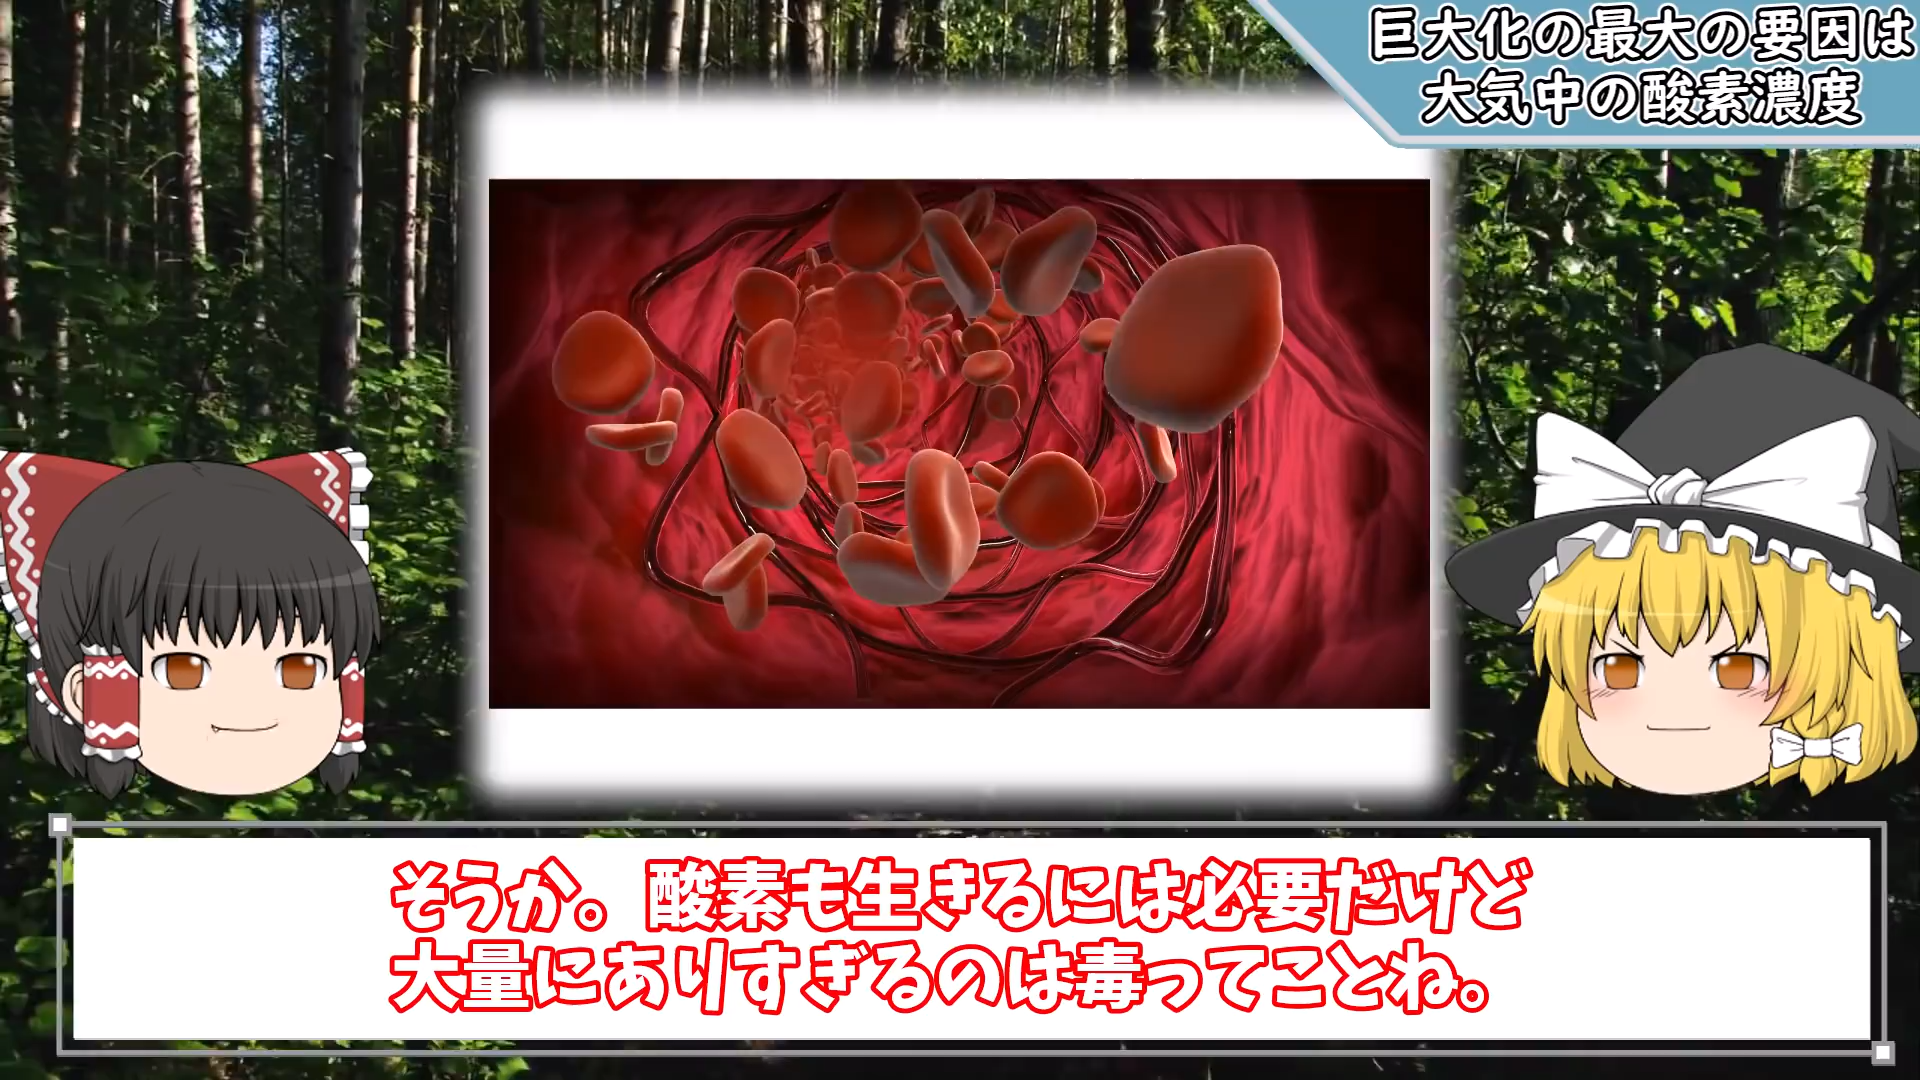 巨大化の最大の要因は
大気中の酸素濃度
そうか。酸素も生きるには必要だけど
大量にありすぎるのは毒ってことね。